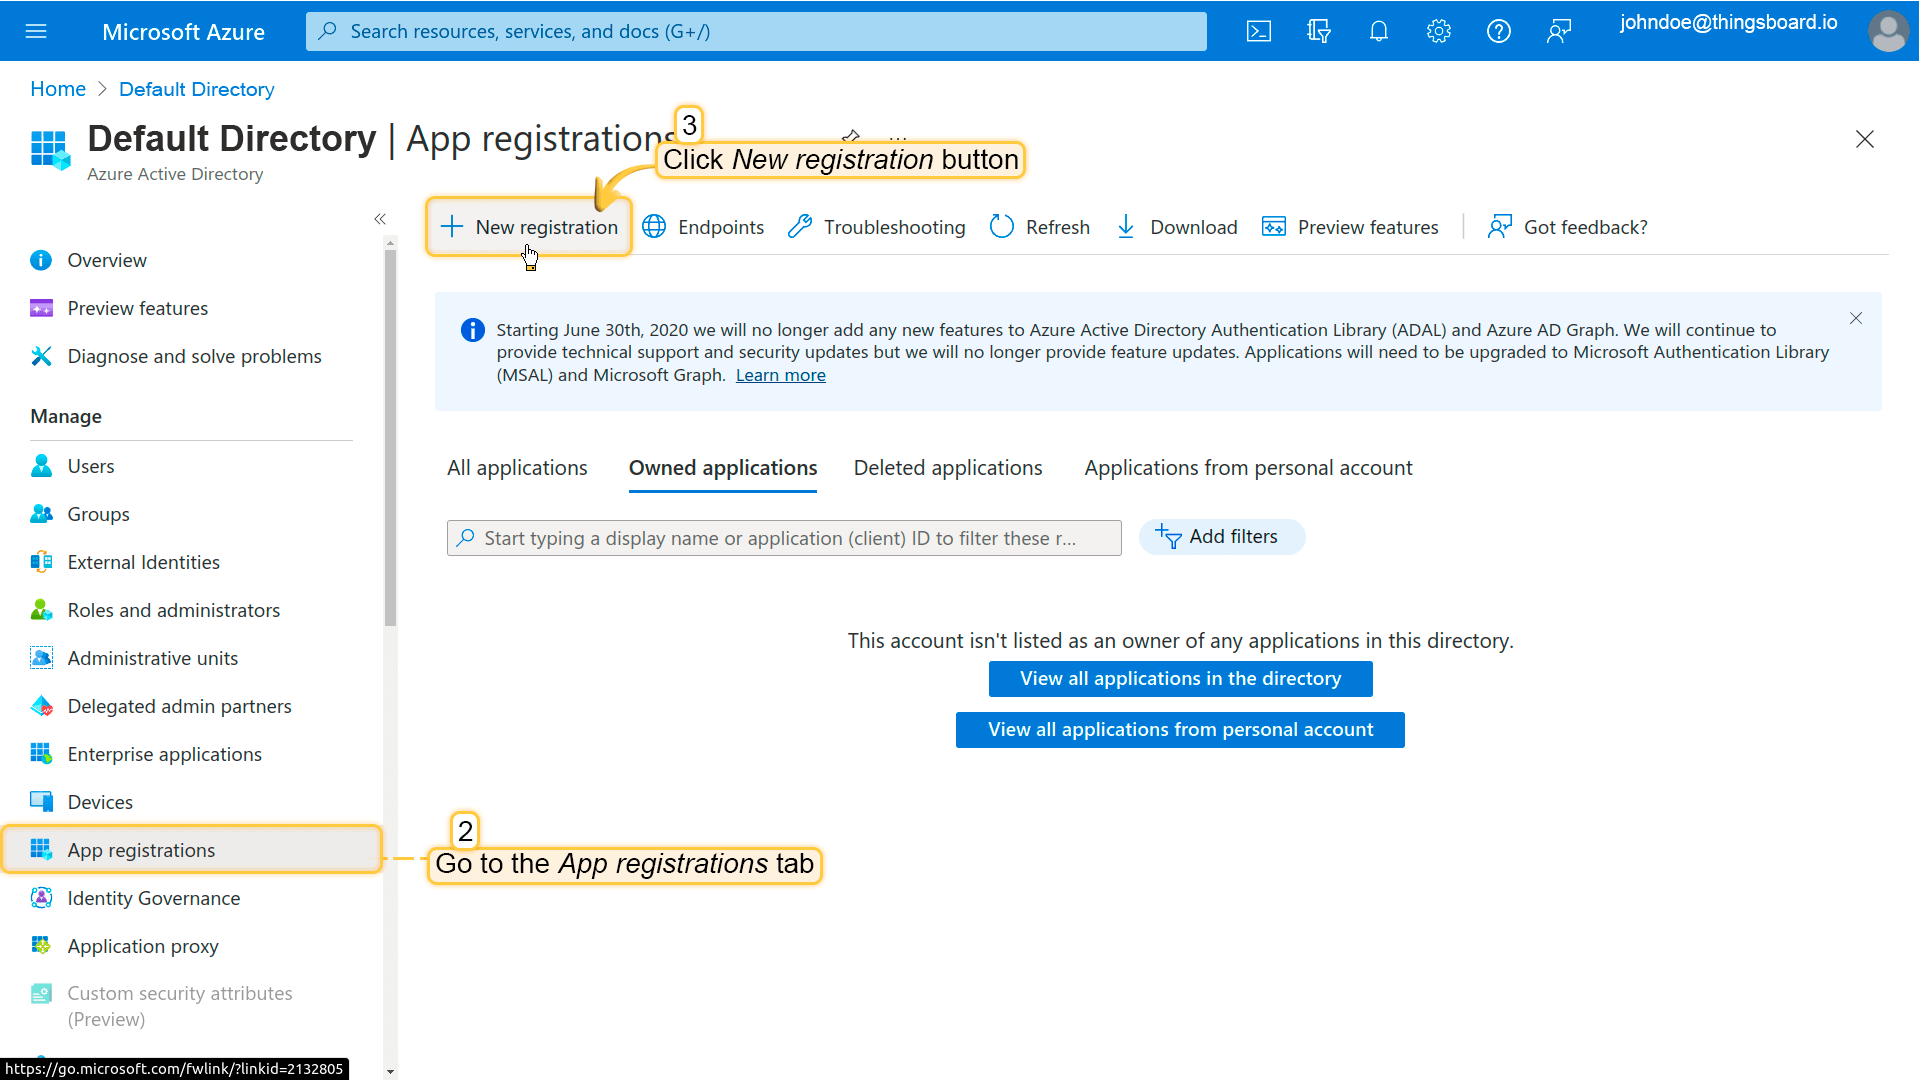 Microsoft Azure
Search resources, services, and docs (G+/)
johndoe@thingsboard.io
Home > Default Directory
Default Directory | App registrations
Azure Active Directory
3
Click New registration button
New registration
Endpoints
Troubleshooting
Refresh
Download
Preview features
Got feedback?
Overview
Preview features
Diagnose and solve problems
Manage
Users
Groups
External Identities
Roles and administrators
Administrative units
Delegated admin partners
Enterprise applications
Devices
App registrations
Identity Governance
Application proxy
Custom security attributes
(Preview)
Starting June 30th, 2020 we will no longer add any new features to Azure Active Directory Authentication Library (ADAL) and Azure AD Graph. We will continue to
provide technical support and security updates but we will no longer provide feature updates. Applications will need to be upgraded to Microsoft Authentication Library
(MSAL) and Microsoft Graph. Learn more
All applications
Owned applications
Deleted applications
Applications from personal account
Start typing a display name or application (client) ID to filter these r...
Add filters
This account isn't listed as an owner of any applications in this directory.
View all applications in the directory
View all applications from personal account
2
Go to the App registrations tab
https://go.microsoft.com/fwlink/?linkid=2132805